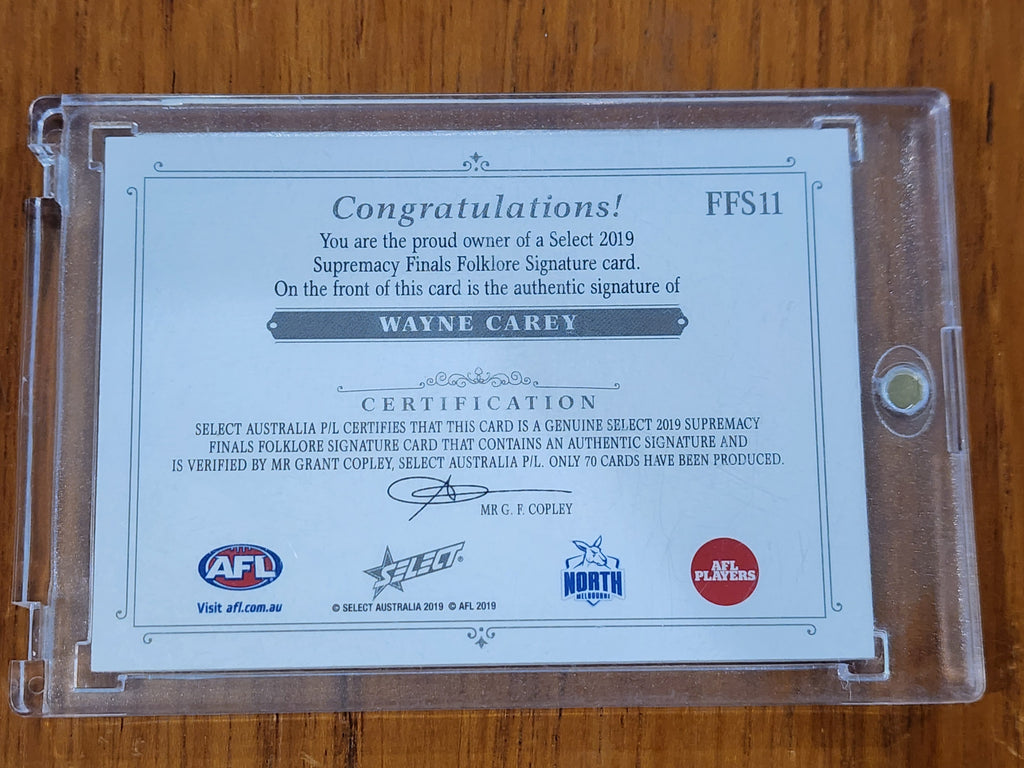 Congratulations!
FFS11
You are the proud owner of a Select 2019
Supremacy Finals Folklore Signature card.
On the front of this card is the authentic signature of
WAYNE CAREY
CERTIFICATION
SELECT AUSTRALIA P/L CERTIFIES THAT THIS CARD IS A GENUINE SELECT 2019 SUPREMACY
FINALS FOLKLORE SIGNATURE CARD THAT CONTAINS AN AUTHENTIC SIGNATURE AND
IS VERIFIED BY MR GRANT COPLEY, SELECT AUSTRALIA P/L. ONLY 70 CARDS HAVE BEEN PRODUCED.
MR G. F. COPLEY
AFL
Visit afl.com.au
SELECT®
© SELECT AUSTRALIA 2019 © AFL 2019
NORTH
MELBOURNE
AFL
PLAYERS